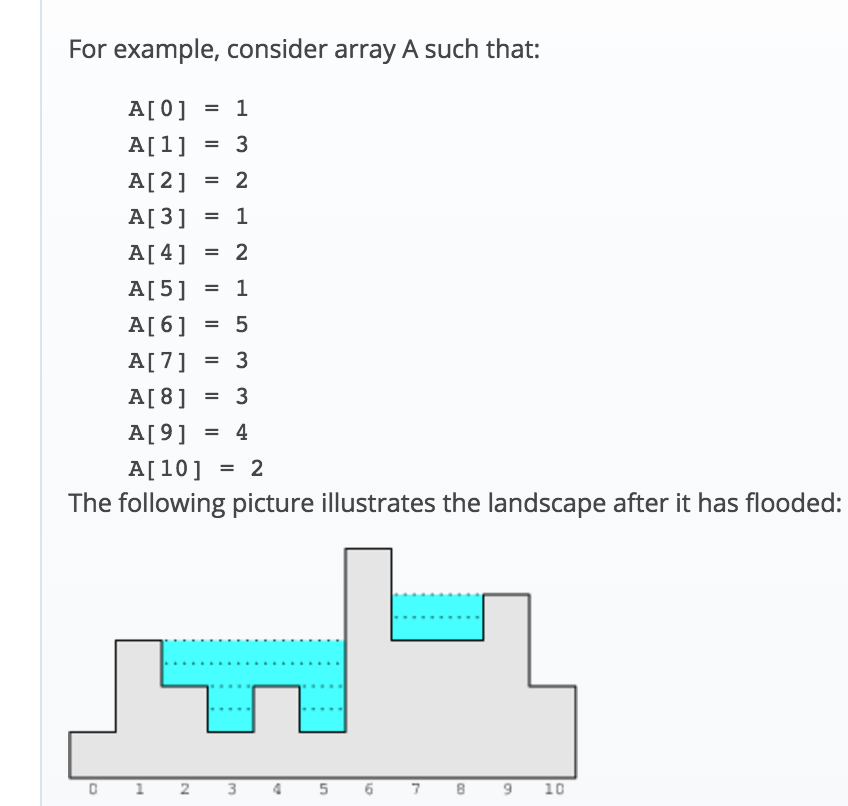 For example, consider array A such that:
A[0] = 1
A[1] = 3
A[2] = 2
A[3] = 1
A[4] = 2
A[5] = 1
A[6] = 5
A[7] = 3
A[8] = 3
A[9] = 4
A[10] = 2
The following picture illustrates the landscape after it has flooded:
0 1 2 3 4 5 6 7 8 9 10